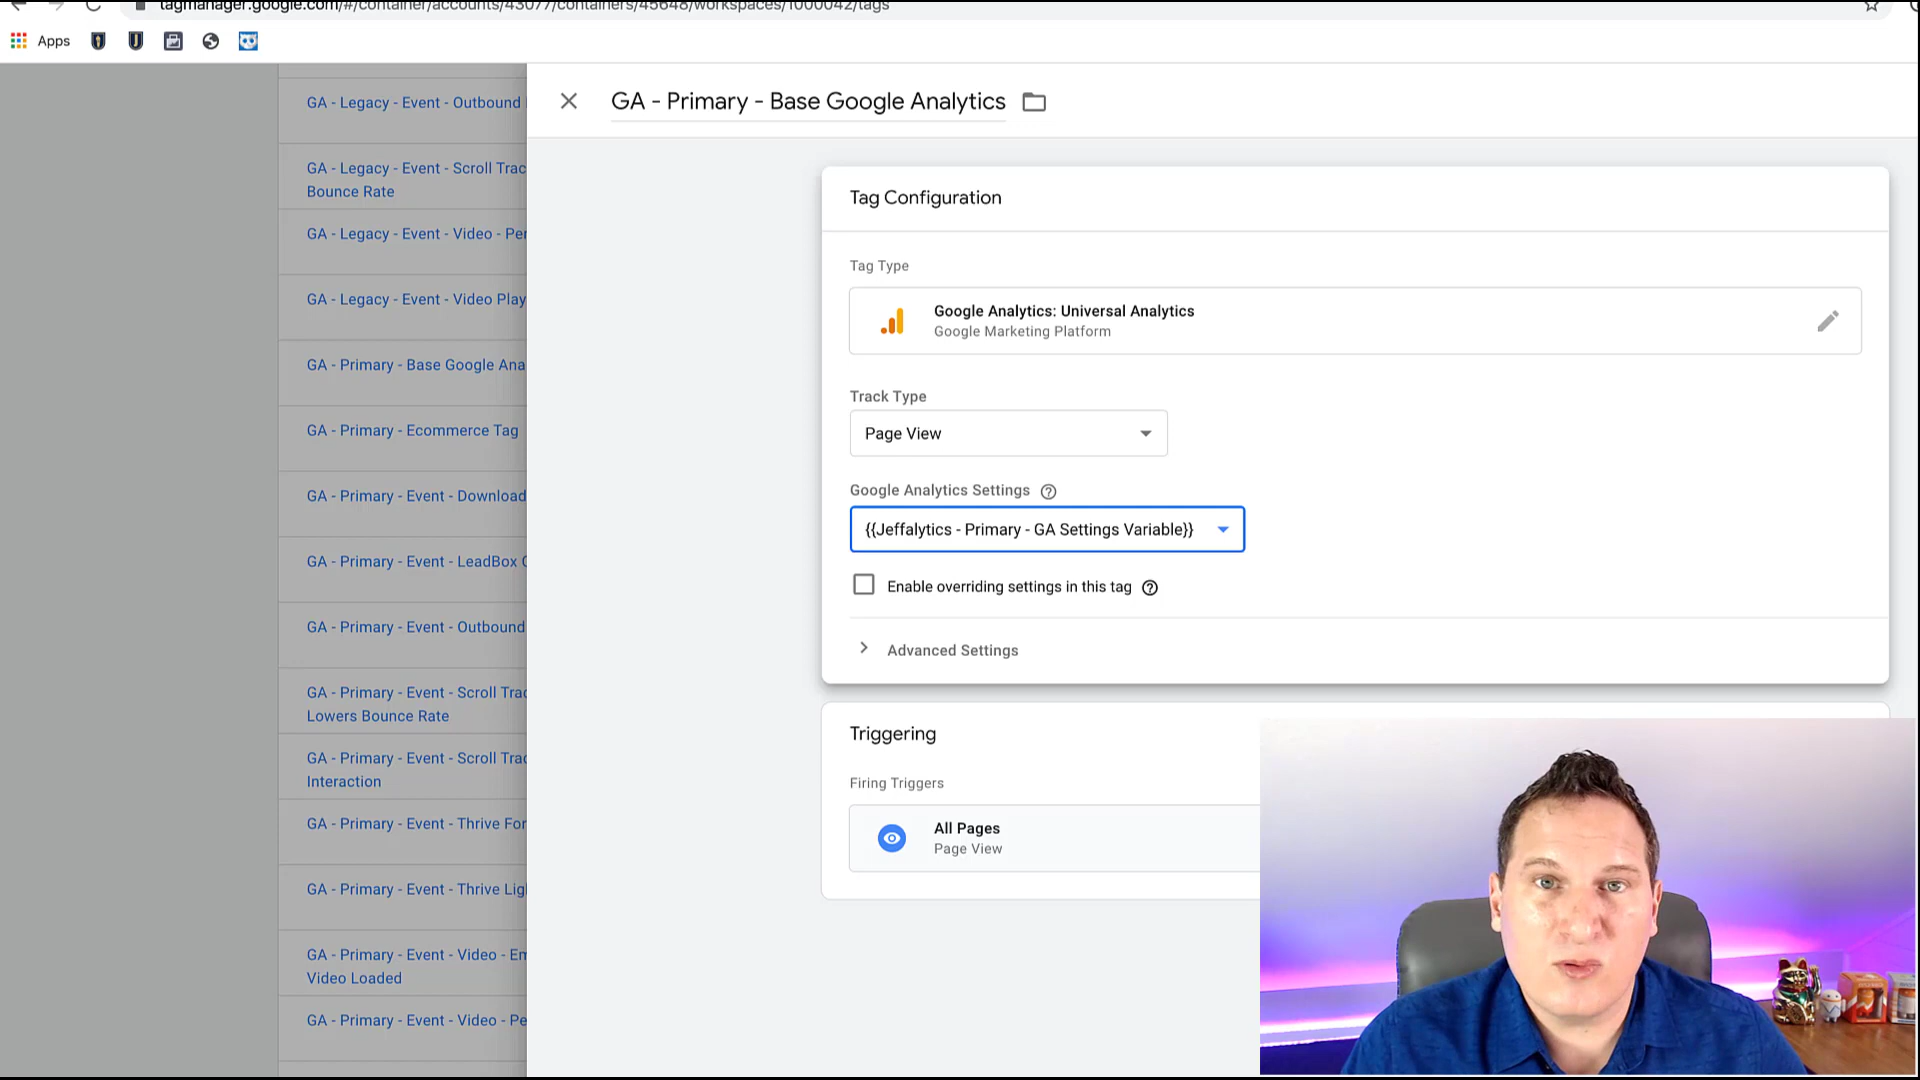 tagmanager.google.com/#/container/accounts/43077/containers/45648/workspaces/1000042/tags
Apps
GA - Legacy - Event - Outbound
GA - Legacy - Event - Scroll Trac
Bounce Rate
GA - Legacy - Event - Video - Per
GA - Legacy - Event - Video Play
GA - Primary - Base Google Ana
GA - Primary - Ecommerce Tag
GA - Primary - Event - Download
GA - Primary - Event - LeadBox
GA - Primary - Event - Outbound
GA - Primary - Event - Scroll Trac
Lowers Bounce Rate
GA - Primary - Event - Scroll Trac
Interaction
GA - Primary - Event - Thrive For
GA - Primary - Event - Thrive Lig
GA - Primary - Event - Video - Em
Video Loaded
GA - Primary - Event - Video - Pe
GA - Primary - Base Google Analytics
Tag Configuration
Tag Type
Google Analytics: Universal Analytics
Google Marketing Platform
Track Type
Page View
Google Analytics Settings
{{Jeffalytics - Primary - GA Settings Variable}}
Enable overriding settings in this tag
Advanced Settings
Triggering
Firing Triggers
All Pages
Page View